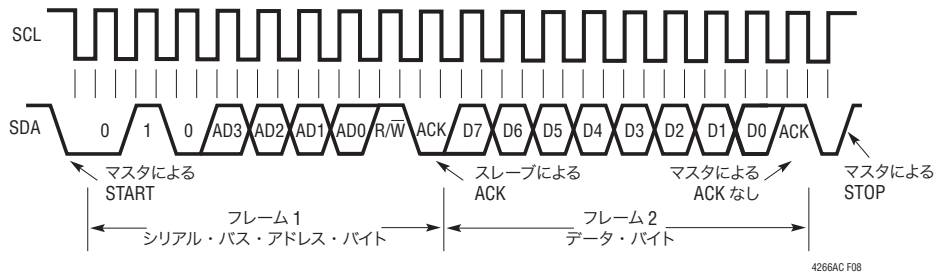 SCL
SDA 0 1 0 AD3 AD2 AD1 AD0 R/W̅ ACK D7 D6 D5 D4 D3 D2 D1 D0 ACK
マスタによる
START
スレーブによる
ACK
マスタによる
ACK なし
マスタによる
STOP
フレーム 1
シリアル・バス・アドレス・バイト
フレーム 2
データ・バイト
4266AC F08